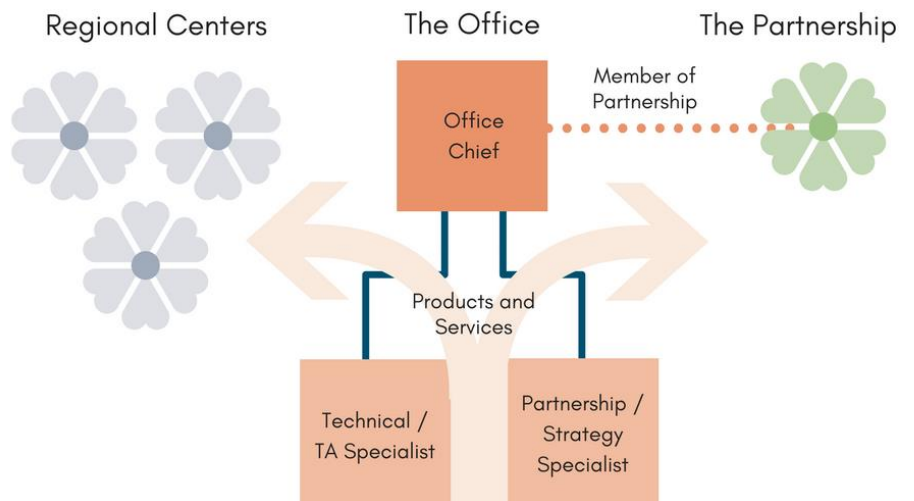 Regional Centers
The Office
The Partnership
Office
Chief
Member of
Partnership
Products and
Services
Technical /
TA Specialist
Partnership /
Strategy
Specialist